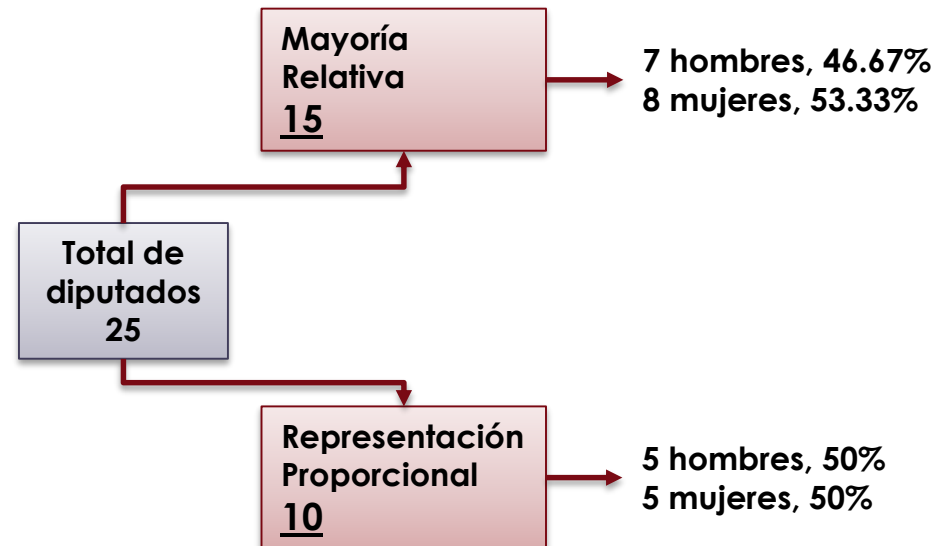 Mayoría
Relativa
15
7 hombres, 46.67%
8 mujeres, 53.33%
Total de
diputados
25
Representación
Proporcional
10
5 hombres, 50%
5 mujeres, 50%